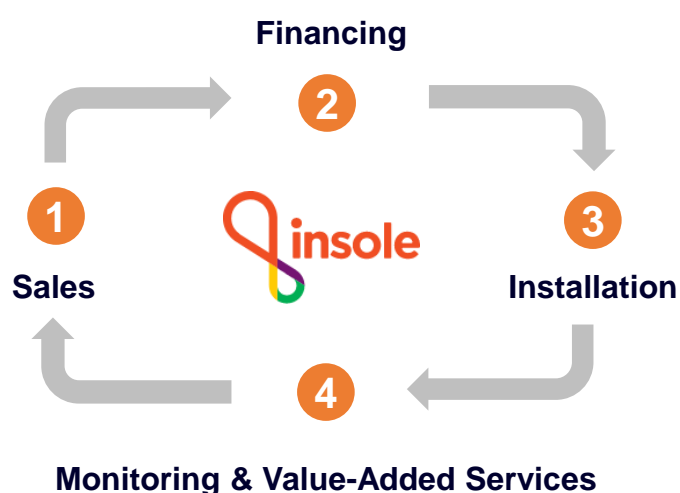 Financing
2
1
insole
3
Sales
Installation
4
Monitoring & Value-Added Services